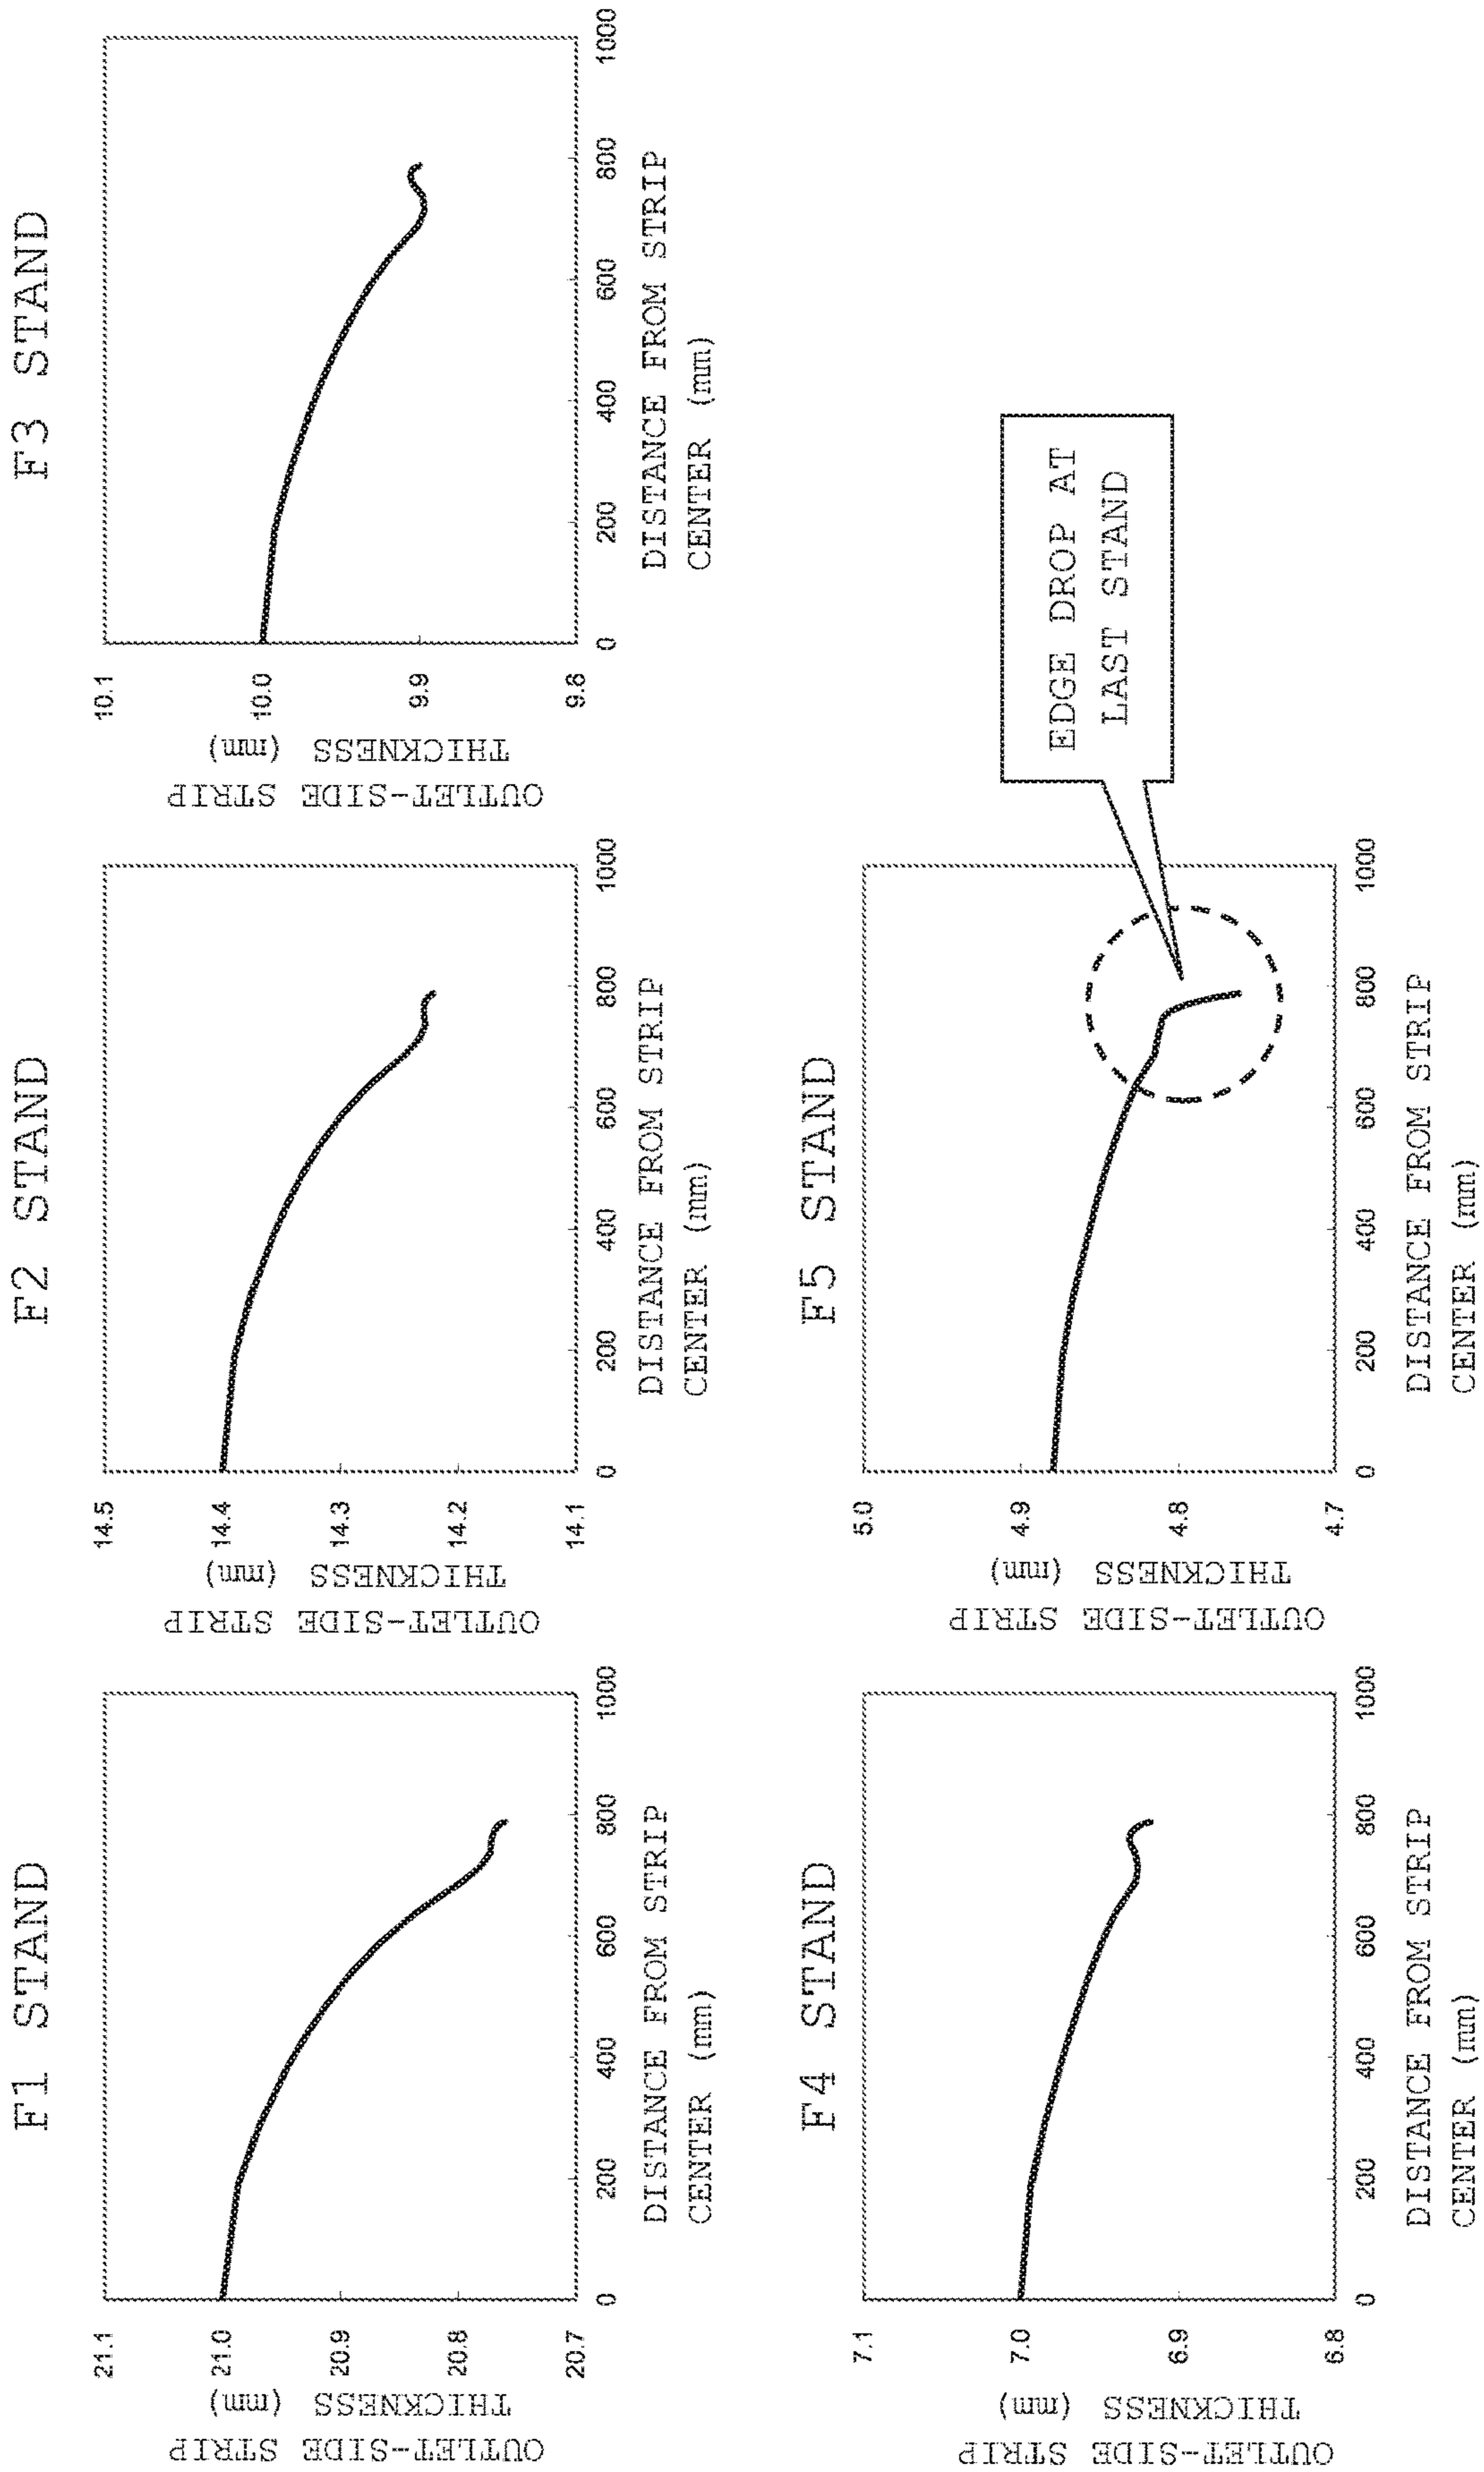 F1 STAND
OUTLET-SIDE STRIP
THICKNESS (mm)
21.1
21.0
20.9
20.8
20.7
0 200 400 600 800 1000
DISTANCE FROM STRIP
CENTER (mm)
F2 STAND
OUTLET-SIDE STRIP
THICKNESS (mm)
14.5
14.4
14.3
14.2
14.1
0 200 400 600 800 1000
DISTANCE FROM STRIP
CENTER (mm)
F3 STAND
OUTLET-SIDE STRIP
THICKNESS (mm)
10.1
10.0
9.9
9.8
0 200 400 600 800 1000
DISTANCE FROM STRIP
CENTER (mm)
F4 STAND
OUTLET-SIDE STRIP
THICKNESS (mm)
7.1
7.0
6.9
6.8
0 200 400 600 800 1000
DISTANCE FROM STRIP
CENTER (mm)
F5 STAND
OUTLET-SIDE STRIP
THICKNESS (mm)
5.0
4.9
4.8
4.7
0 200 400 600 800 1000
DISTANCE FROM STRIP
CENTER (mm)
EDGE DROP AT
LAST STAND